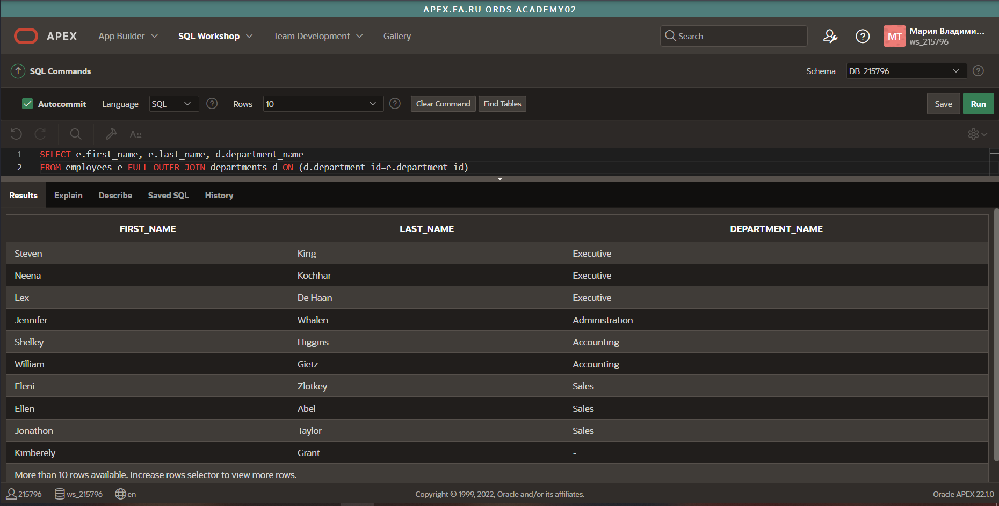 APEX.FA.RU ORDS ACADEMY02
APEX App Builder SQL Workshop Team Development Gallery Search MT Мария Владими...
ws_215796
SQL Commands Schema DB_215796
Autocommit Language SQL Rows 10 Clear Command Find Tables Save Run
A::
1 SELECT e.first_name, e.last_name, d.department_name
2 FROM employees e FULL OUTER JOIN departments d ON (d.department_id=e.department_id)
Results Explain Describe Saved SQL History
FIRST_NAME LAST_NAME DEPARTMENT_NAME
Steven King Executive
Neena Kochhar Executive
Lex De Haan Executive
Jennifer Whalen Administration
Shelley Higgins Accounting
William Gietz Accounting
Eleni Zlotkey Sales
Ellen Abel Sales
Jonathon Taylor Sales
Kimberely Grant -
More than 10 rows available. Increase rows selector to view more rows.
215796 ws_215796 en Copyright © 1999, 2022, Oracle and/or its affiliates. Oracle APEX 22.1.0